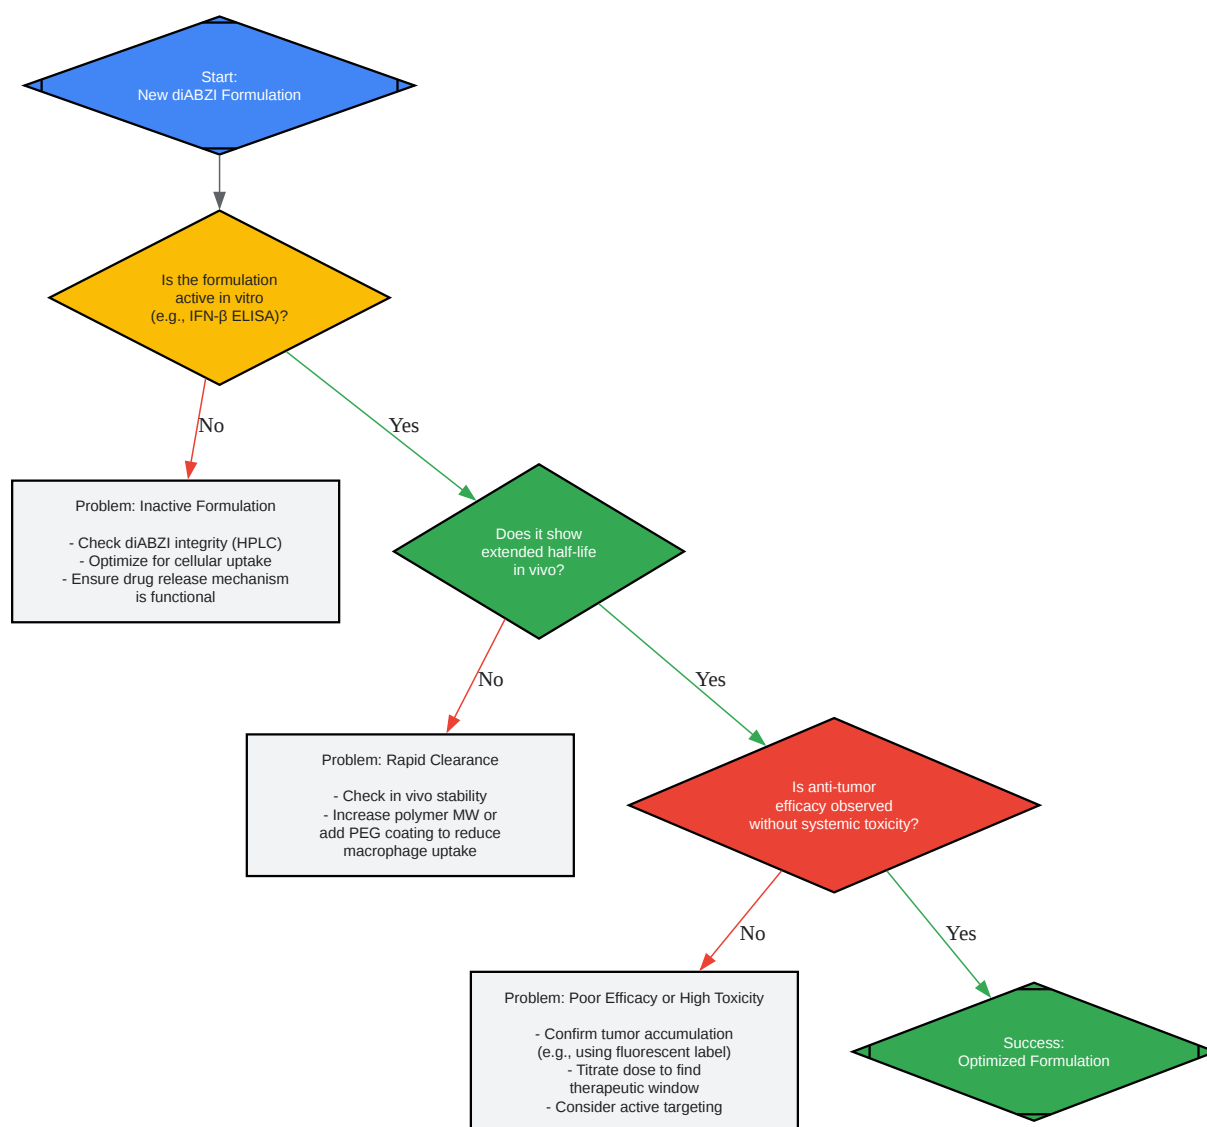 Start:
New diABZI Formulation
Is the formulation
active in vitro
(e.g., IFN-β ELISA)?
No
Yes
Problem: Inactive Formulation
- Check diABZI integrity (HPLC)
- Optimize for cellular uptake
- Ensure drug release mechanism
is functional
Does it show
extended half-life
in vivo?
No
Yes
Problem: Rapid Clearance
- Check in vivo stability
- Increase polymer MW or
add PEG coating to reduce
macrophage uptake
Is anti-tumor
efficacy observed
without systemic toxicity?
No
Yes
Problem: Poor Efficacy or High Toxicity
- Confirm tumor accumulation
(e.g., using fluorescent label)
- Titrate dose to find
therapeutic window
- Consider active targeting
Success:
Optimized Formulation